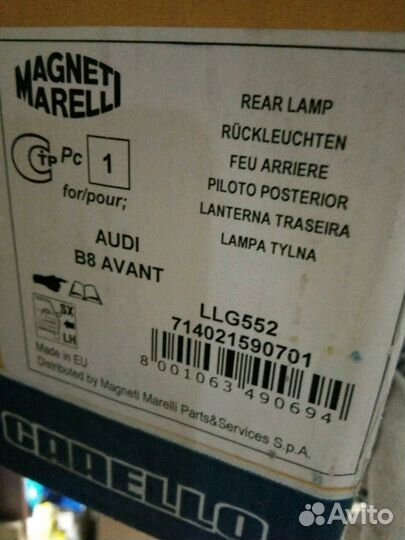 MAGNETI
MARELLI
REAR LAMP
RÜCKLEUCHTEN
FEU ARRIERE
PILOTO POSTERIOR
LANTERNA TRASEIRA
LAMPA TYLNA
CTP Pc 1
for/pour;
AUDI
B8 AVANT
SX
LH
LLG552
714021590701
8 001063 490694
Made in EU
Distributed by Magneti Marelli Parts&Services S.p.A.
CARELLO
Avito